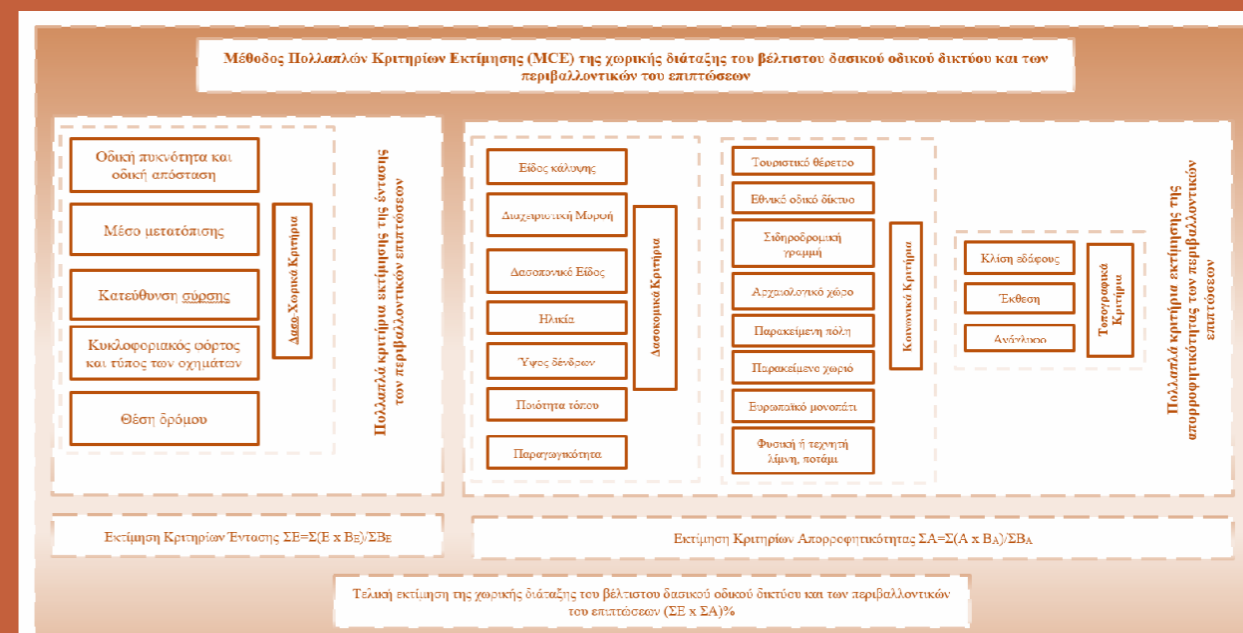 Μέθοδος Πολλαπλών Κριτηρίων Εκτίμησης (MCE) της χωρικής διάταξης του βέλτιστου δασικού οδικού δικτύου και των
περιβαλλοντικών του επιπτώσεων
Οδική πυκνότητα και
οδική απόσταση
Μέσο μετατόπισης
Κατεύθυνση σύρσης
Κυκλοφοριακός φόρτος
και τύπος των οχημάτων
Θέση δρόμου
Δασο-Χωρικά Κριτήρια
Πολλαπλά κριτήρια εκτίμησης της έντασης
των περιβαλλοντικών επιπτώσεων
Είδος κάλυψης
Διαχειριστική Μορφή
Δασοπονικό Είδος
Ηλικία
Ύψος δένδρων
Ποιότητα τόπου
Παραγωγικότητα
Δασοκομικά Κριτήρια
Τουριστικό θέρετρο
Εθνικό οδικό δίκτυο
Σιδηροδρομική
γραμμή
Αρχαιολογικό χώρο
Παρακείμενη πόλη
Παρακείμενο χωριό
Ευρωπαϊκό μονοπάτι
Φυσική ή τεχνητή
λίμνη, ποτάμι
Κοινωνικά Κριτήρια
Κλίση εδάφους
Έκθεση
Ανάγλυφο
Τοπογραφικά
Κριτήρια
Πολλαπλά κριτήρια εκτίμησης της
απορροφητικότητας των περιβαλλοντικών
επιπτώσεων
Εκτίμηση Κριτηρίων Έντασης ΣΕ=Σ(Ε x ΒΕ)/ΣΒΕ
Εκτίμηση Κριτηρίων Απορροφητικότητας ΣΑ=Σ(Α x ΒΑ)/ΣΒΑ
Τελική εκτίμηση της χωρικής διάταξης του βέλτιστου δασικού οδικού δικτύου και των περιβαλλοντικών
του επιπτώσεων (ΣΕ x ΣΑ)%